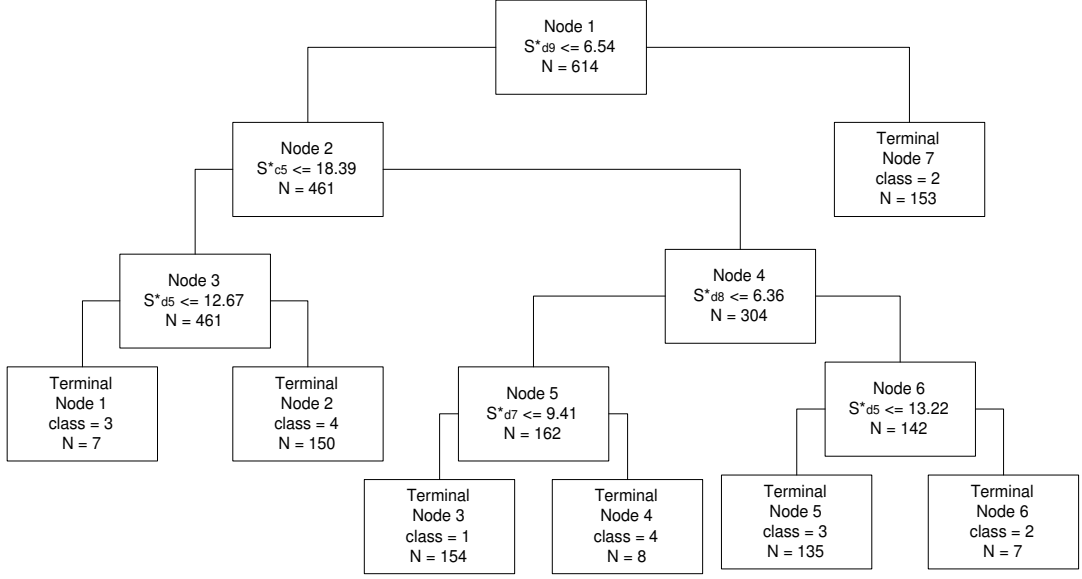 Node 1
S*d9 <= 6.54
N = 614
Node 2
S*c5 <= 18.39
N = 461
Terminal
Node 7
class = 2
N = 153
Node 3
S*d5 <= 12.67
N = 461
Node 4
S*d8 <= 6.36
N = 304
Terminal
Node 1
class = 3
N = 7
Terminal
Node 2
class = 4
N = 150
Node 5
S*d7 <= 9.41
N = 162
Node 6
S*d5 <= 13.22
N = 142
Terminal
Node 3
class = 1
N = 154
Terminal
Node 4
class = 4
N = 8
Terminal
Node 5
class = 3
N = 135
Terminal
Node 6
class = 2
N = 7